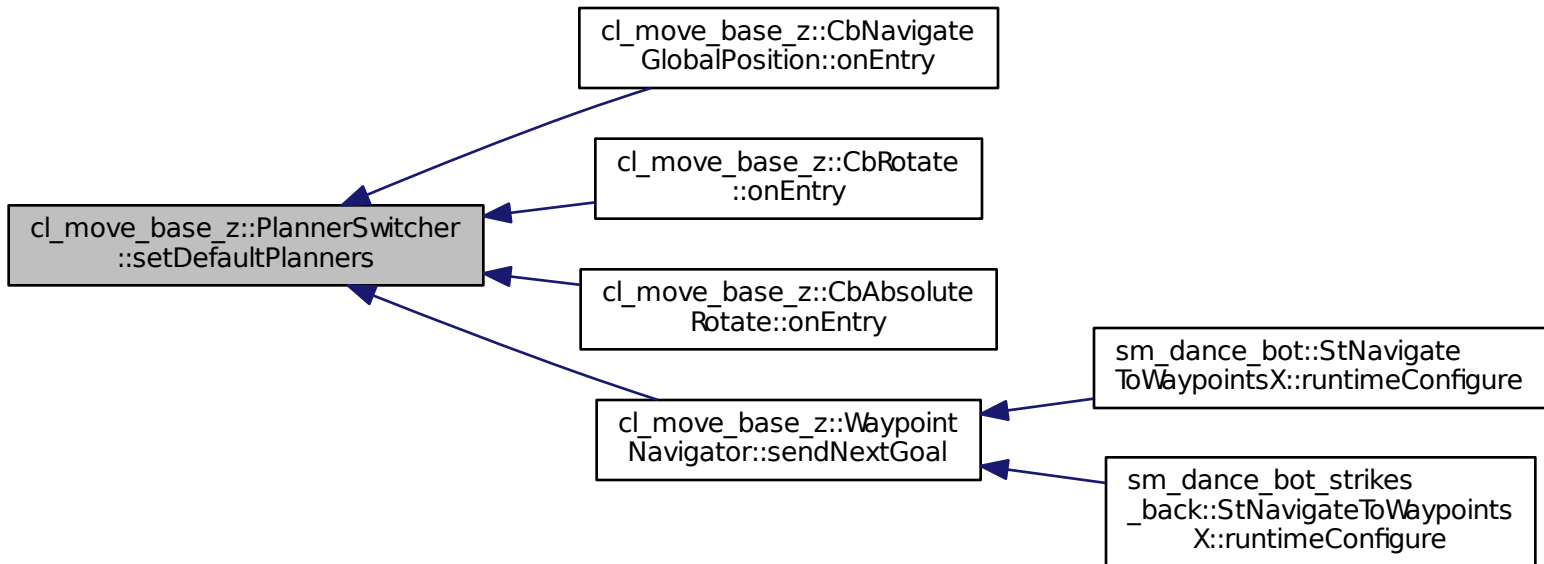 cl_move_base_z::CbNavigate
GlobalPosition::onEntry
cl_move_base_z::CbRotate
::onEntry
cl_move_base_z::PlannerSwitcher
::setDefaultPlanners
cl_move_base_z::CbAbsolute
Rotate::onEntry
sm_dance_bot::StNavigate
ToWaypointsX::runtimeConfigure
cl_move_base_z::Waypoint
Navigator::sendNextGoal
sm_dance_bot_strikes
_back::StNavigateToWaypoints
X::runtimeConfigure